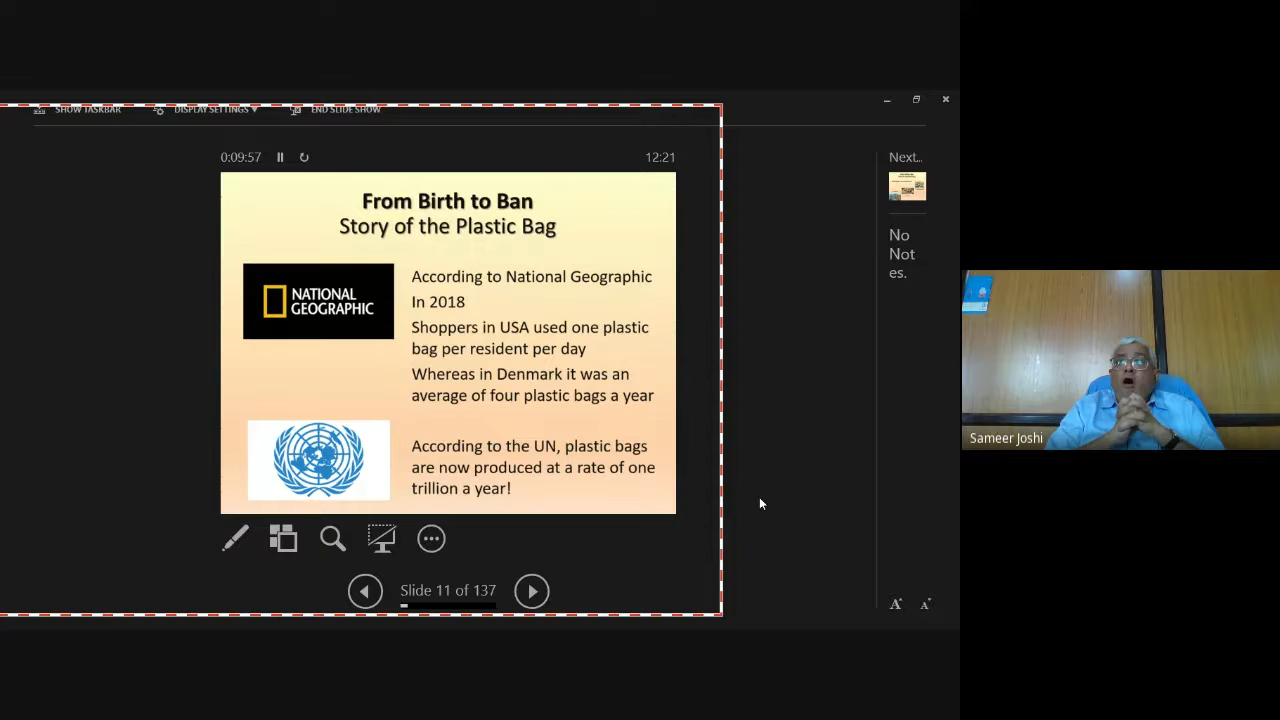 SHOW TASKBAR DISPLAY SETTINGS END SLIDE SHOW
0:09:57 12:21
From Birth to Ban
Story of the Plastic Bag
NATIONAL
GEOGRAPHIC
According to National Geographic
In 2018
Shoppers in USA used one plastic
bag per resident per day
Whereas in Denmark it was an
average of four plastic bags a year
According to the UN, plastic bags
are now produced at a rate of one
trillion a year!
Slide 11 of 137
Next...
No
Not
es.
A A
Sameer Joshi